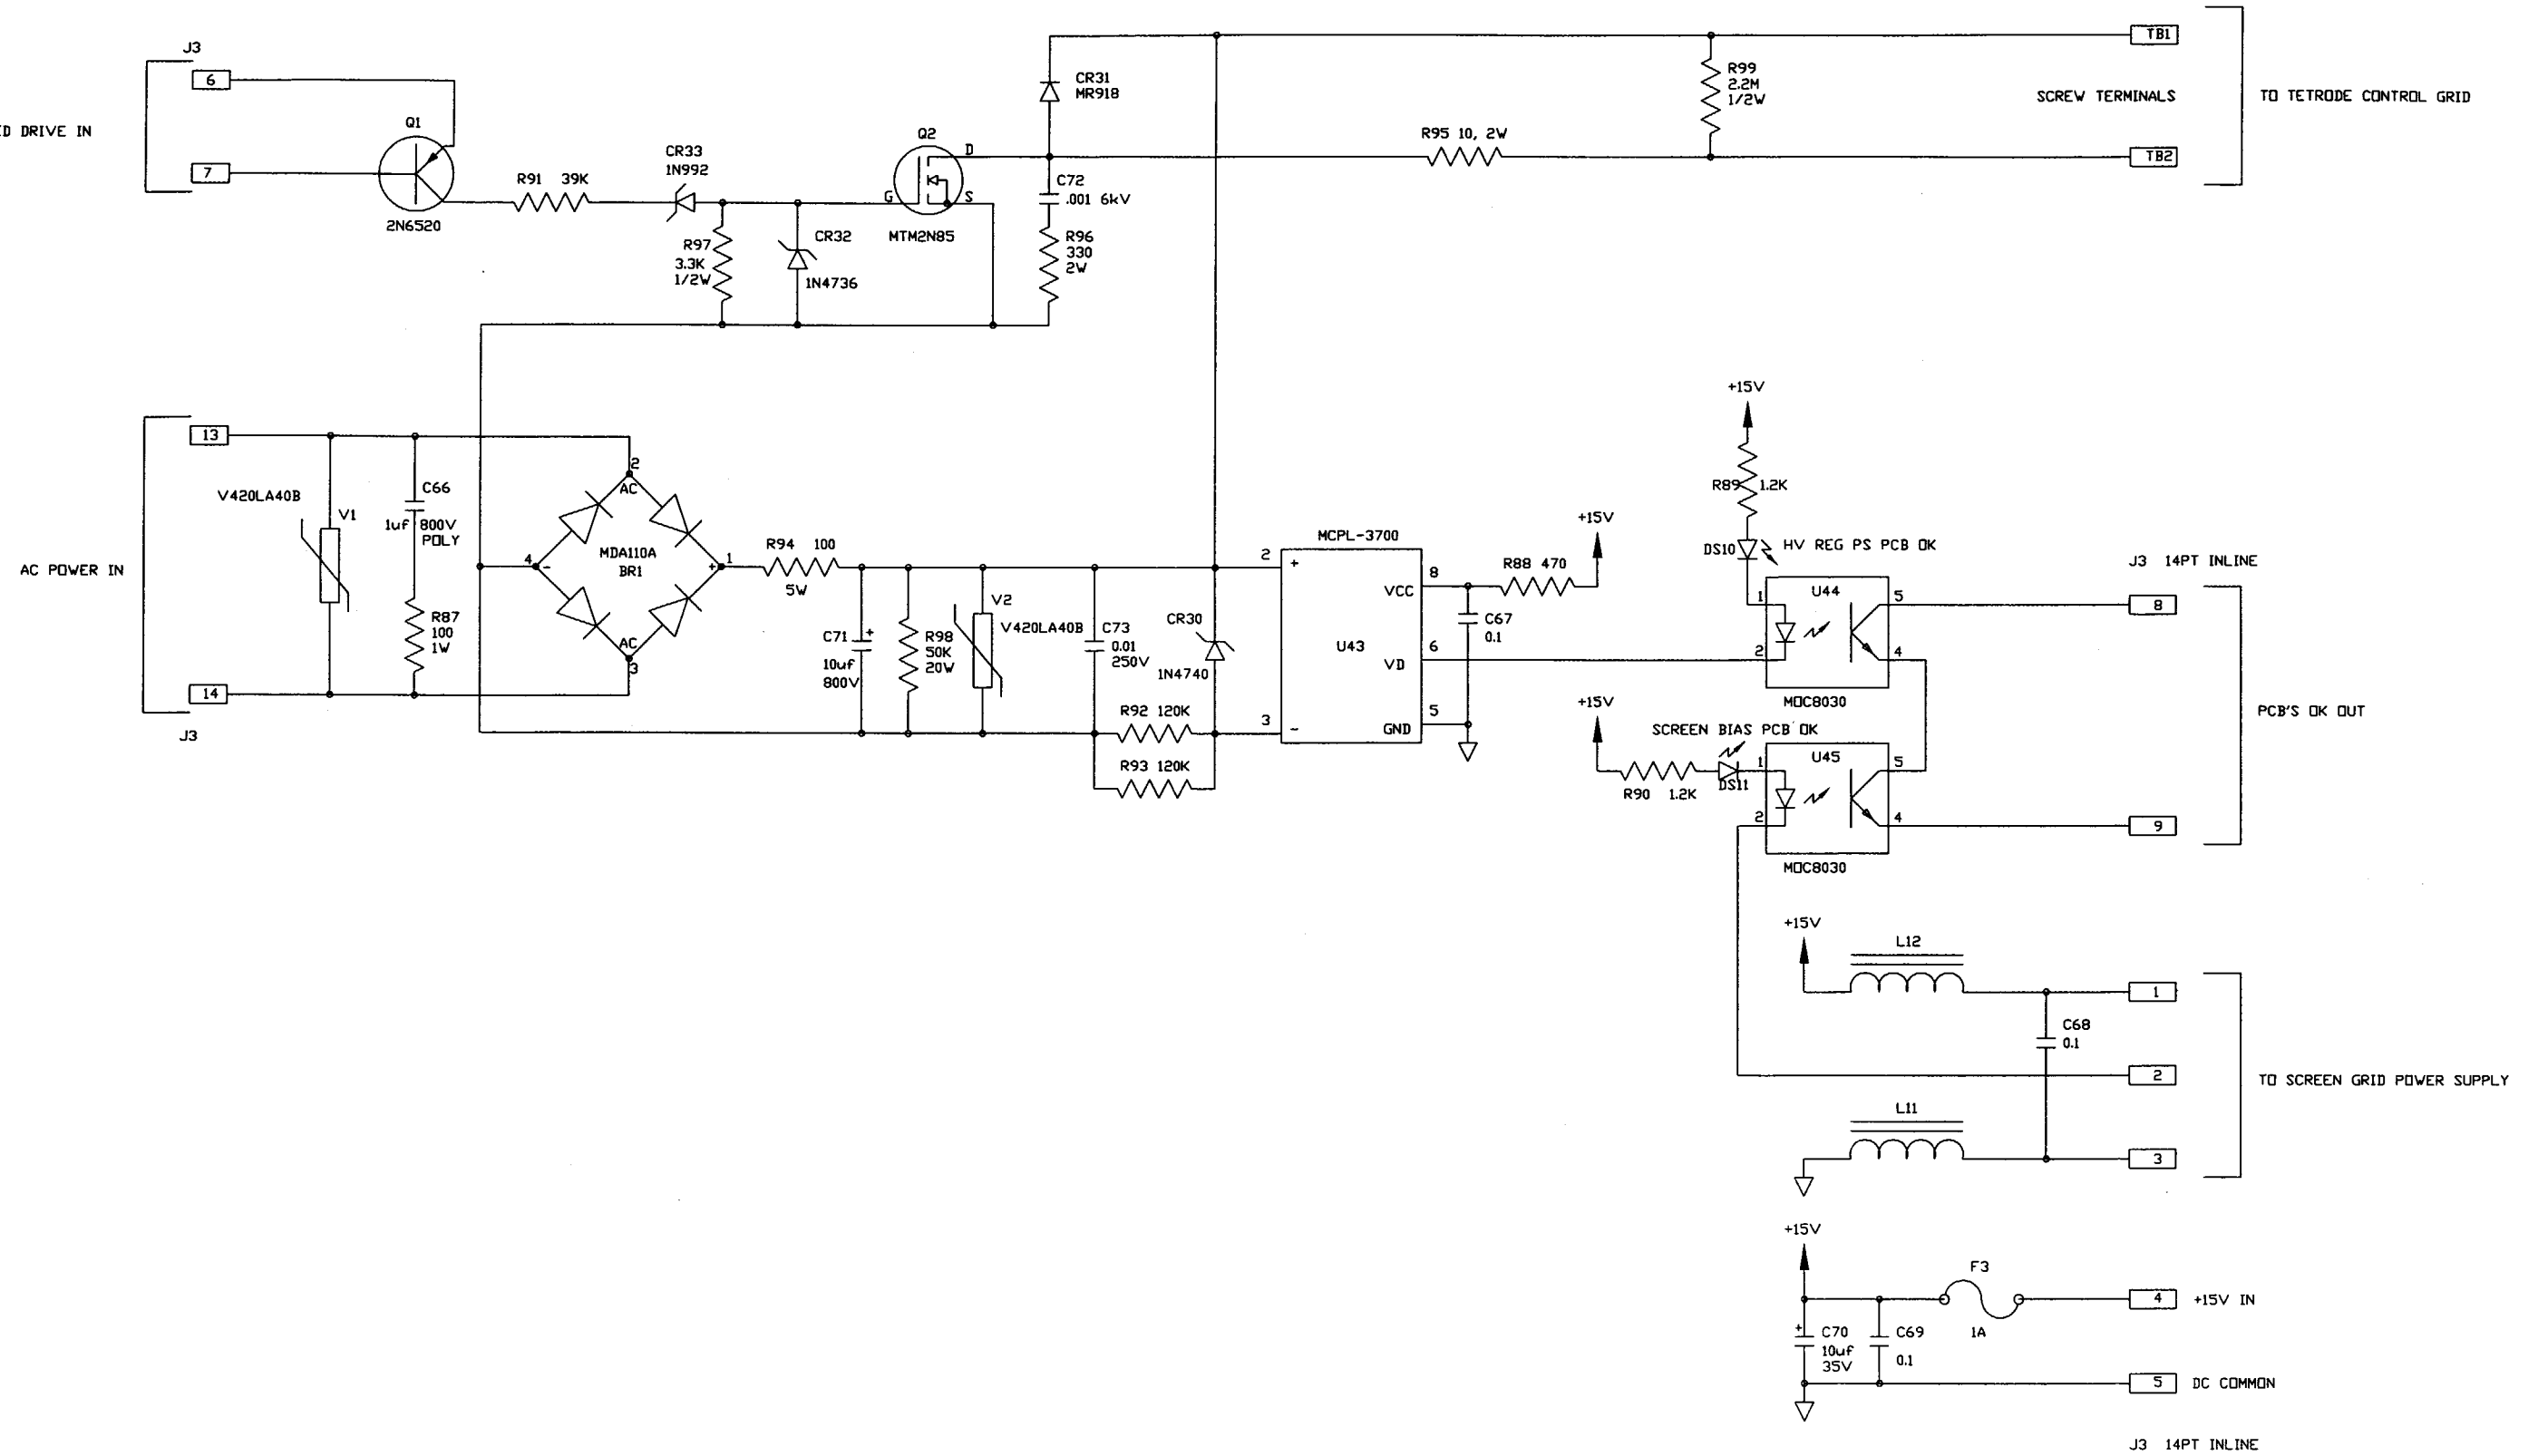 J3
6
7
ED DRIVE IN
Q1
2N6520
R91 39K
CR33
1N992
R97
3.3K
1/2W
CR32
1N4736
Q2
D
G
S
MTM2N85
CR31
MR918
C72
.001 6kV
R96
330
2W
R95 10, 2W
R99
2.2M
1/2W
TB1
TB2
SCREW TERMINALS
TO TETRODE CONTROL GRID
AC POWER IN
13
14
J3
V420LA40B
V1
C66
1uf 800V
POLY
R87
100
1W
2
AC
4
-
MDA110A
BR1
+
1
AC
3
R94 100
5W
C71
+
10uf
800V
R98
50K
20W
V2
V420LA40B
C73
0.01
250V
CR30
1N4740
R92 120K
R93 120K
MCPL-3700
2
+
3
-
U43
VCC
8
VD
6
GND
5
C67
0.1
R88 470
+15V
+15V
R89 1.2K
DS10
HV REG PS PCB OK
U44
1
2
5
4
MOC8030
+15V
SCREEN BIAS PCB OK
R90 1.2K
DS11
U45
1
2
5
4
MOC8030
J3 14PT INLINE
8
9
PCB'S OK OUT
+15V
L12
1
C68
0.1
2
TO SCREEN GRID POWER SUPPLY
L11
3
+15V
F3
1A
4
+15V IN
+
C70
10uf
35V
C69
0.1
5
DC COMMON
J3 14PT INLINE